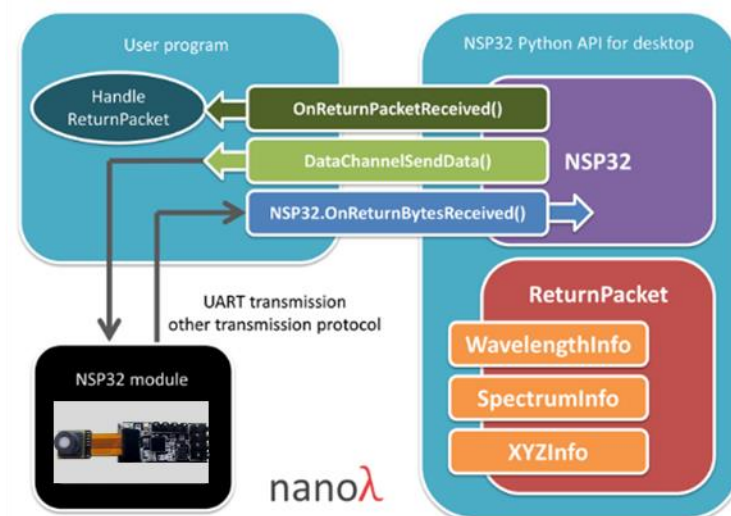 User program
NSP32 Python API for desktop
Handle
ReturnPacket
OnReturnPacketReceived()
DataChannelSendData()
NSP32
NSP32.OnReturnBytesReceived()
UART transmission
other transmission protocol
ReturnPacket
WavelengthInfo
SpectrumInfo
XYZInfo
NSP32 module
nanoλ